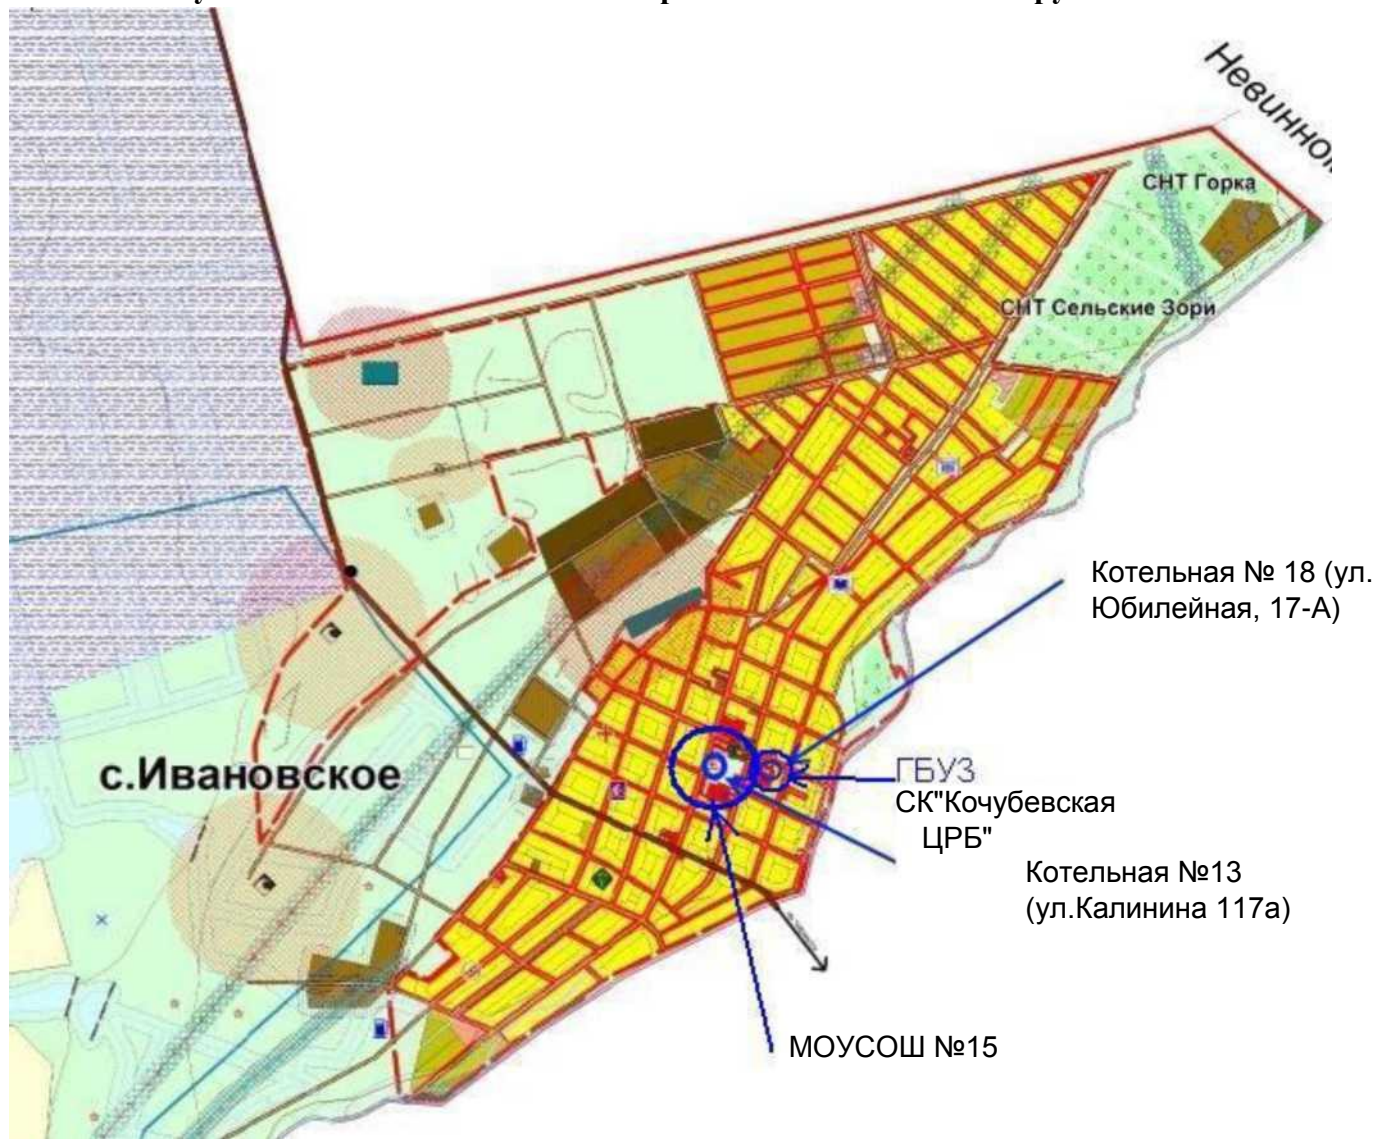 Невинно
СНТ Горка
СНТ Сельские Зори
Котельная № 18 (ул.
Юбилейная, 17-А)
с.Ивановское
ГБУЗ
СК"Кочубевская
ЦРБ"
Котельная №13
(ул.Калинина 117а)
МОУСОШ №15